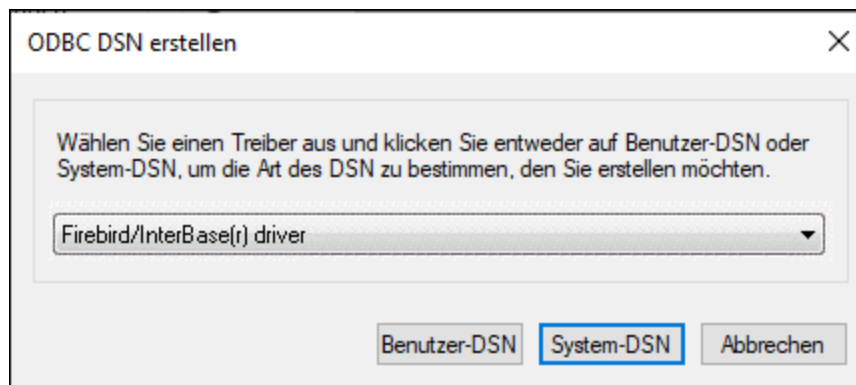 ODBC DSN erstellen
Wählen Sie einen Treiber aus und klicken Sie entweder auf Benutzer-DSN oder
System-DSN, um die Art des DSN zu bestimmen, den Sie erstellen möchten.
Firebird/InterBase(r) driver
Benutzer-DSN System-DSN Abbrechen